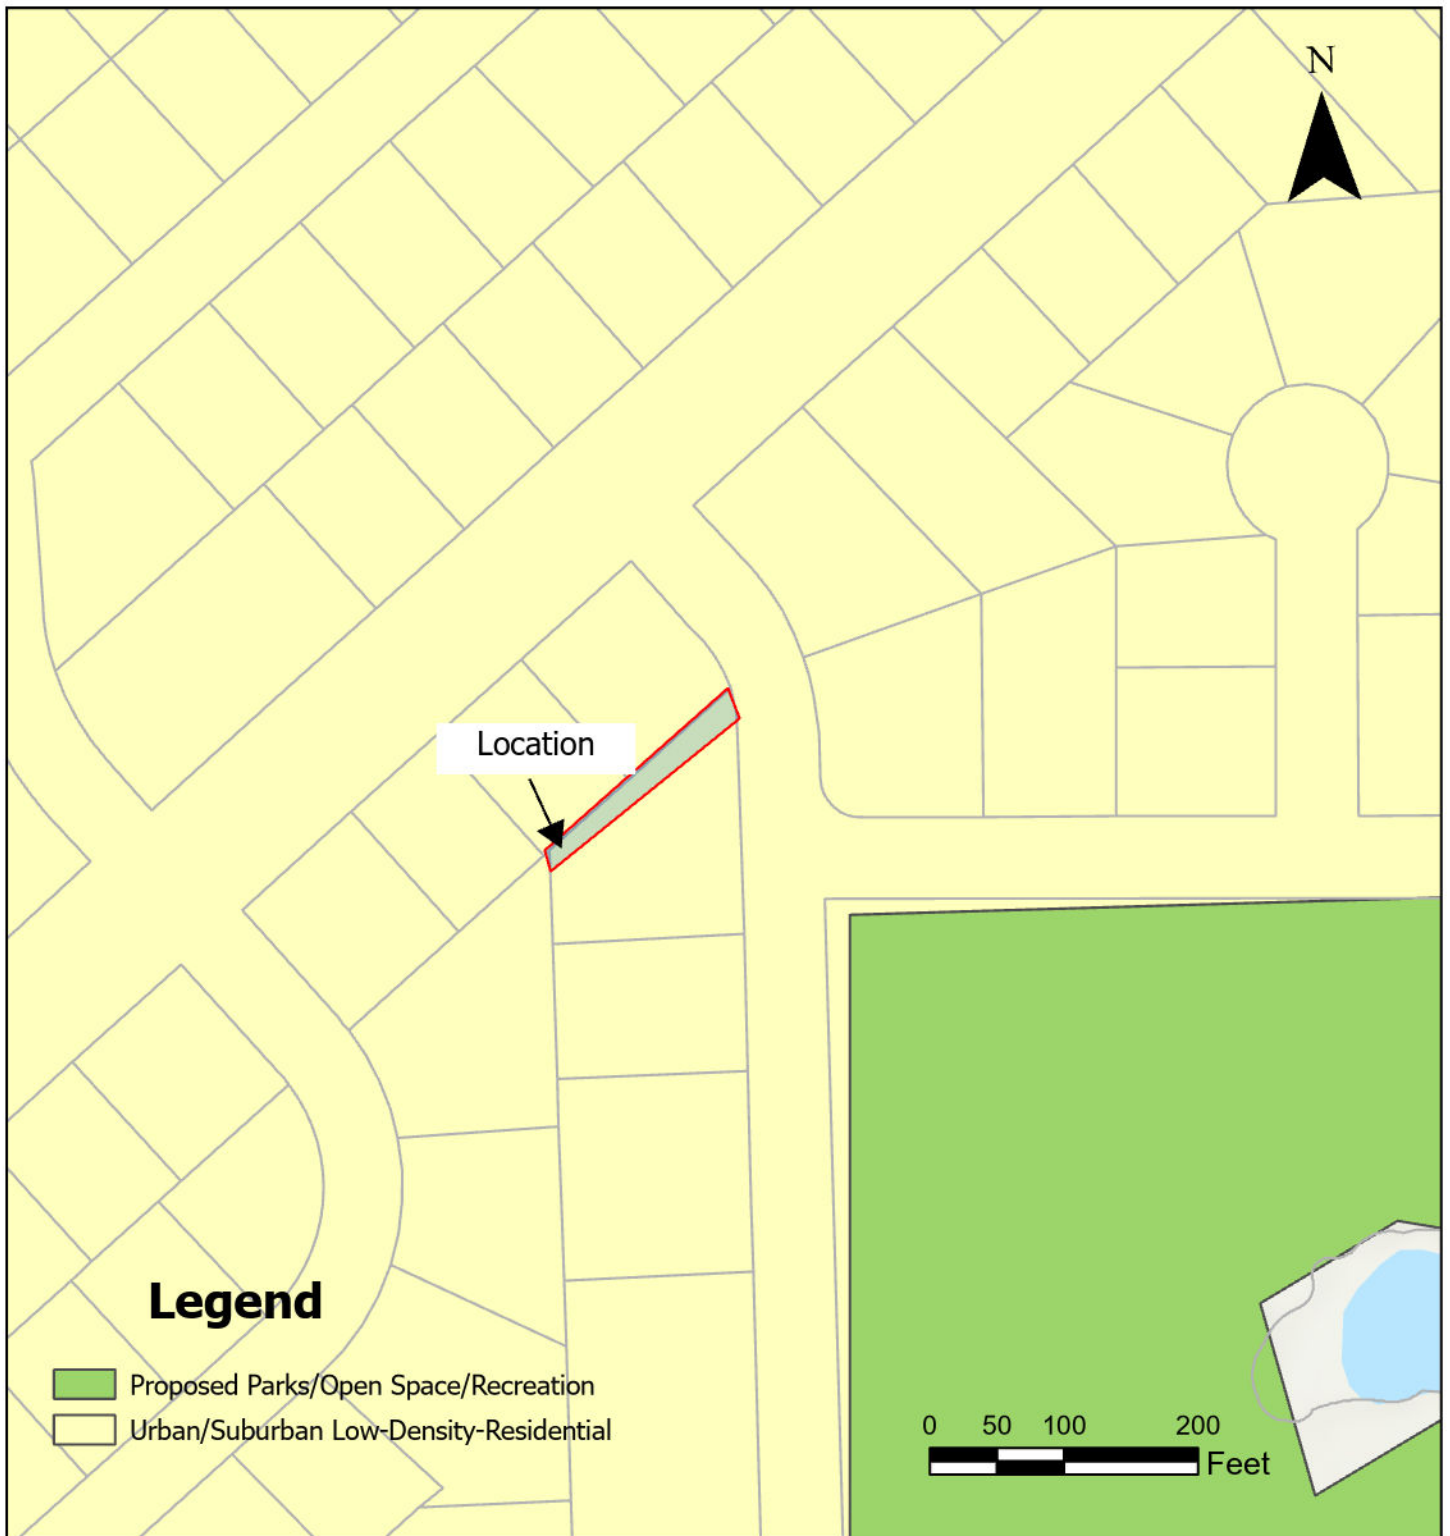 N
Location
Legend
Proposed Parks/Open Space/Recreation
Urban/Suburban Low-Density-Residential
0 50 100 200
Feet